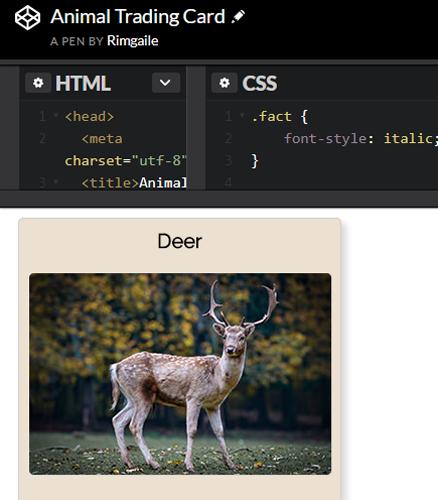 Animal Trading Card
A PEN BY Rimgaile
HTML
CSS
1 <head>
2 <meta
charset="utf-8"
3 <title>Animal
1 .fact {
2 font-style: italic;
3 }
4
Deer